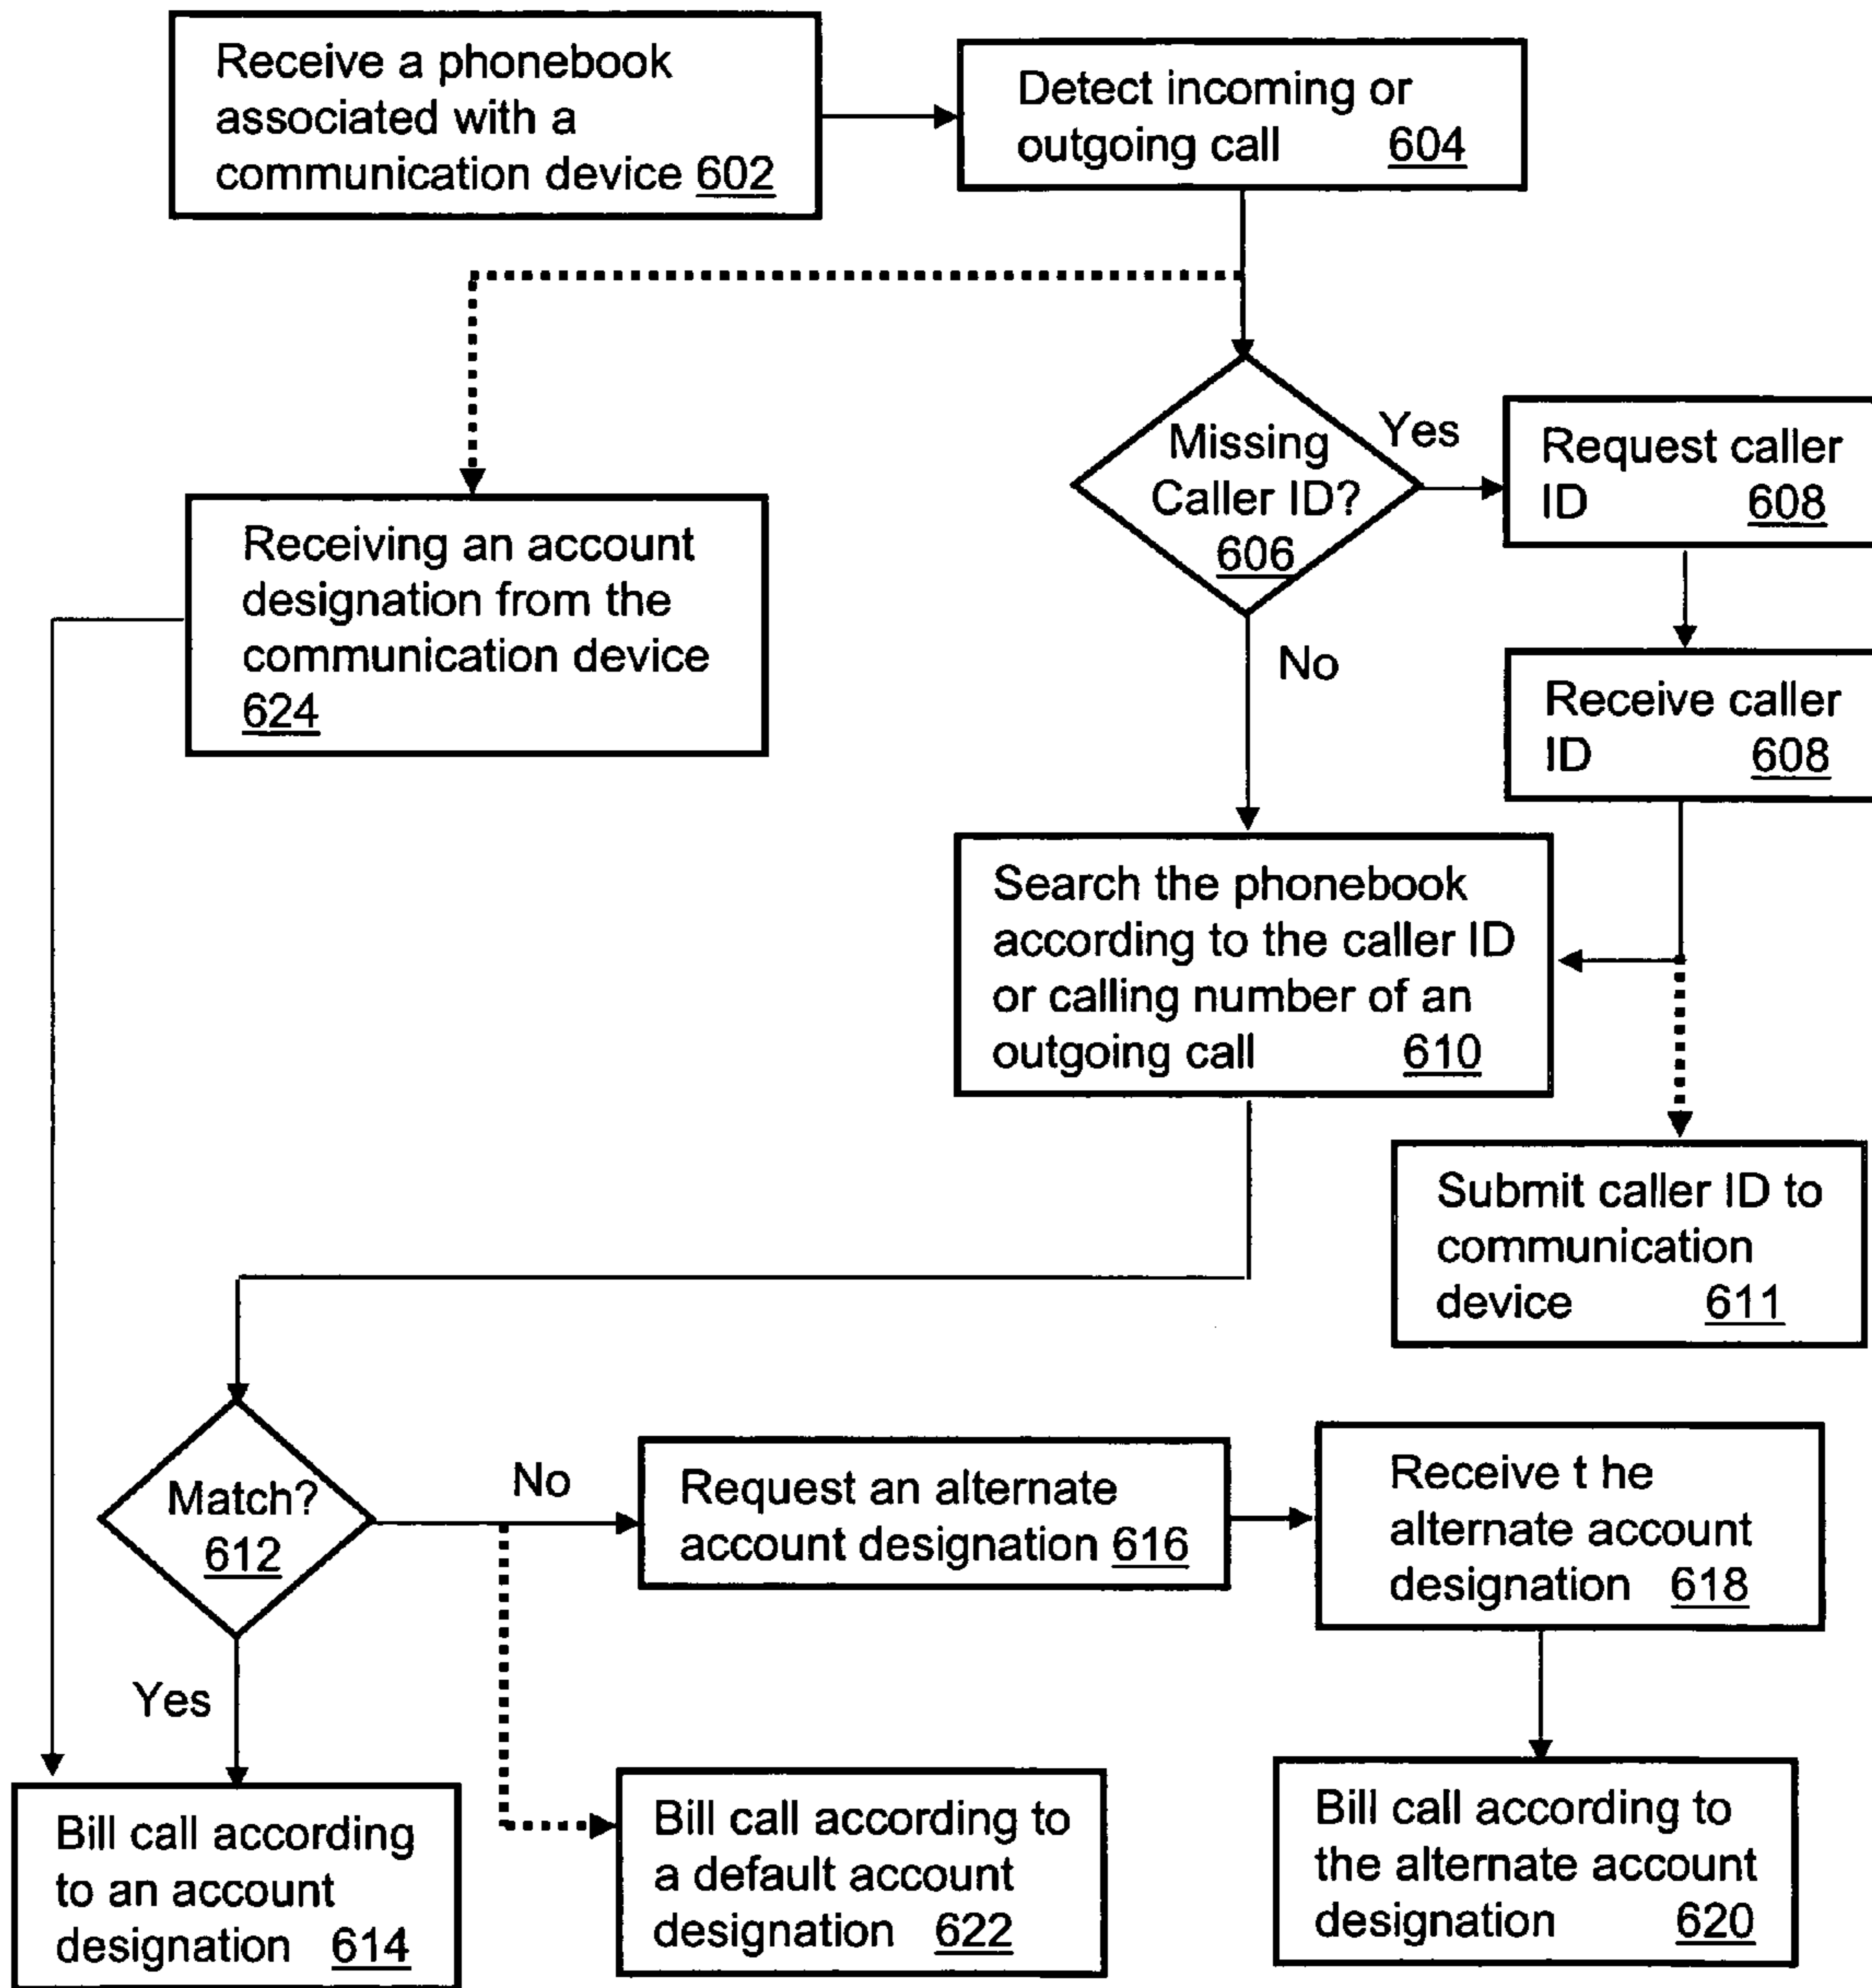 Receive a phonebook
associated with a
communication device 602
Detect incoming or
outgoing call 604
Missing
Caller ID?
606
Yes
No
Request caller
ID 608
Receive caller
ID 608
Receiving an account
designation from the
communication device
624
Search the phonebook
according to the caller ID
or calling number of an
outgoing call 610
Submit caller ID to
communication
device 611
Match?
612
No
Yes
Request an alternate
account designation 616
Receive t he
alternate account
designation 618
Bill call according
to an account
designation 614
Bill call according to
a default account
designation 622
Bill call according to
the alternate account
designation 620